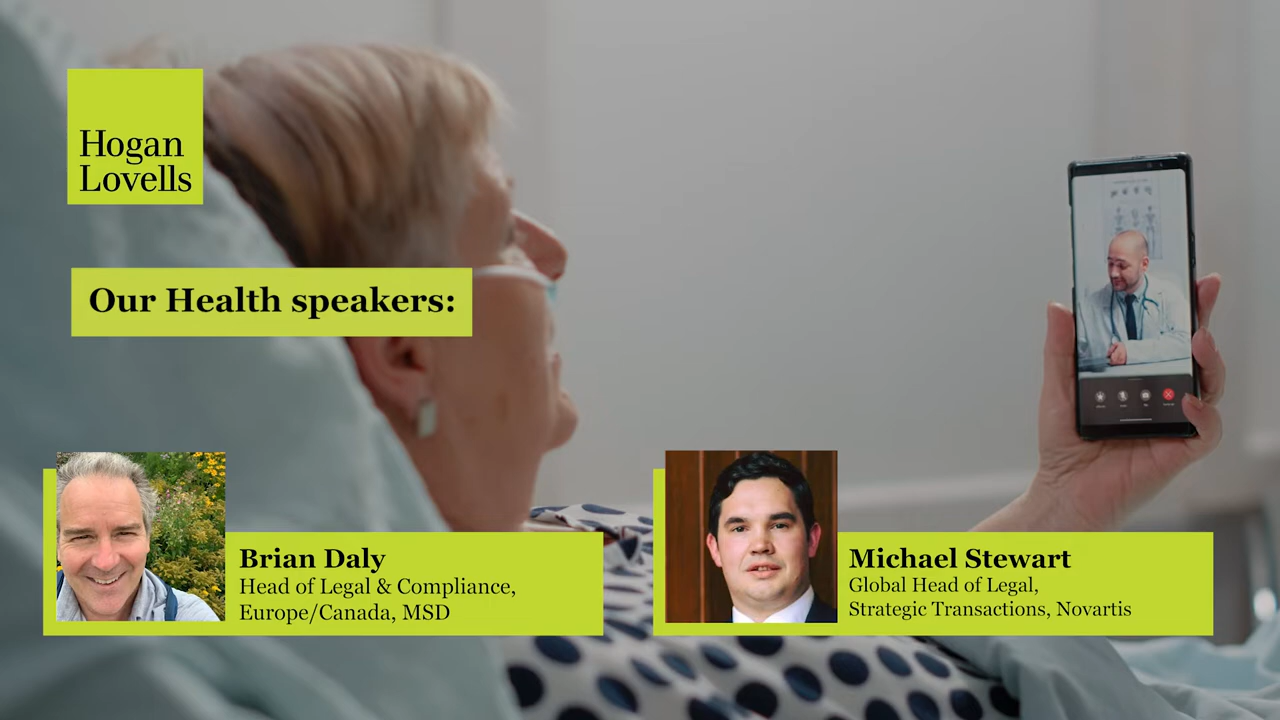 Hogan
Lovells
Our Health speakers:
Brian Daly
Head of Legal & Compliance,
Europe/Canada, MSD
Michael Stewart
Global Head of Legal,
Strategic Transactions, Novartis